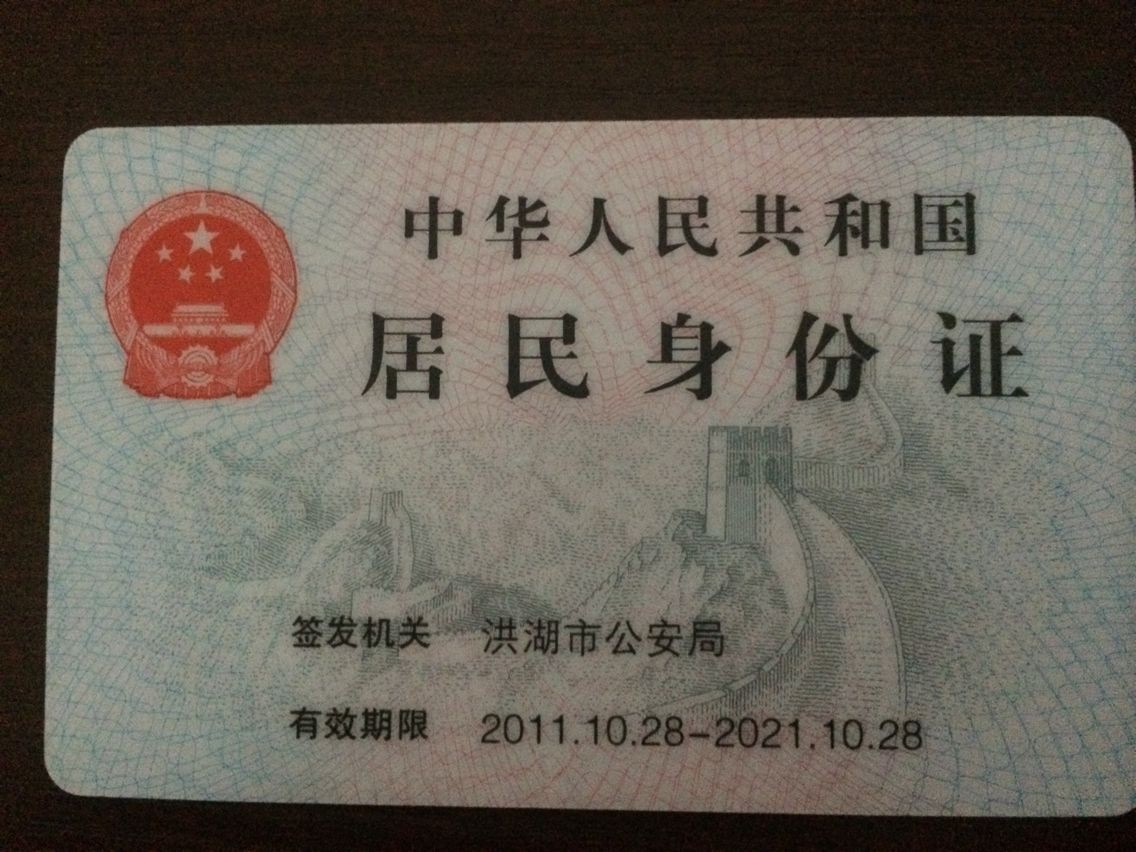 中华人民共和国
居民身份证
签发机关 洪湖市公安局
有效期限 2011.10.28-2021.10.28